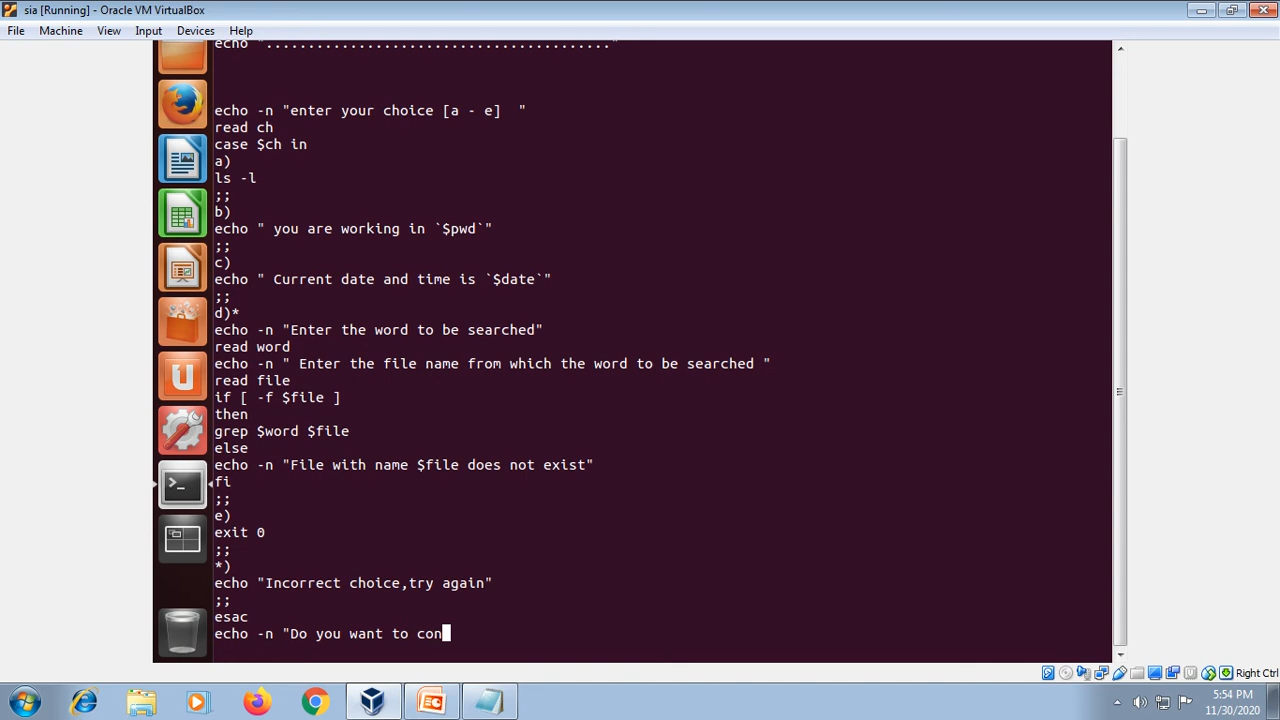 sia [Running] - Oracle VM VirtualBox
File Machine View Input Devices Help
echo "........................................."
echo -n "enter your choice [a - e]  "
read ch
case $ch in
a)
ls -l
;;
b)
echo " you are working in `$pwd`"
;;
c)
echo " Current date and time is `$date`"
;;
d)*
echo -n "Enter the word to be searched"
read word
echo -n " Enter the file name from which the word to be searched "
read file
if [ -f $file ]
then
grep $word $file
else
echo -n "File with name $file does not exist"
fi
;;
e)
exit 0
;;
*)
echo "Incorrect choice,try again"
;;
esac
echo -n "Do you want to con
Right Ctrl
5:54 PM
11/30/2020